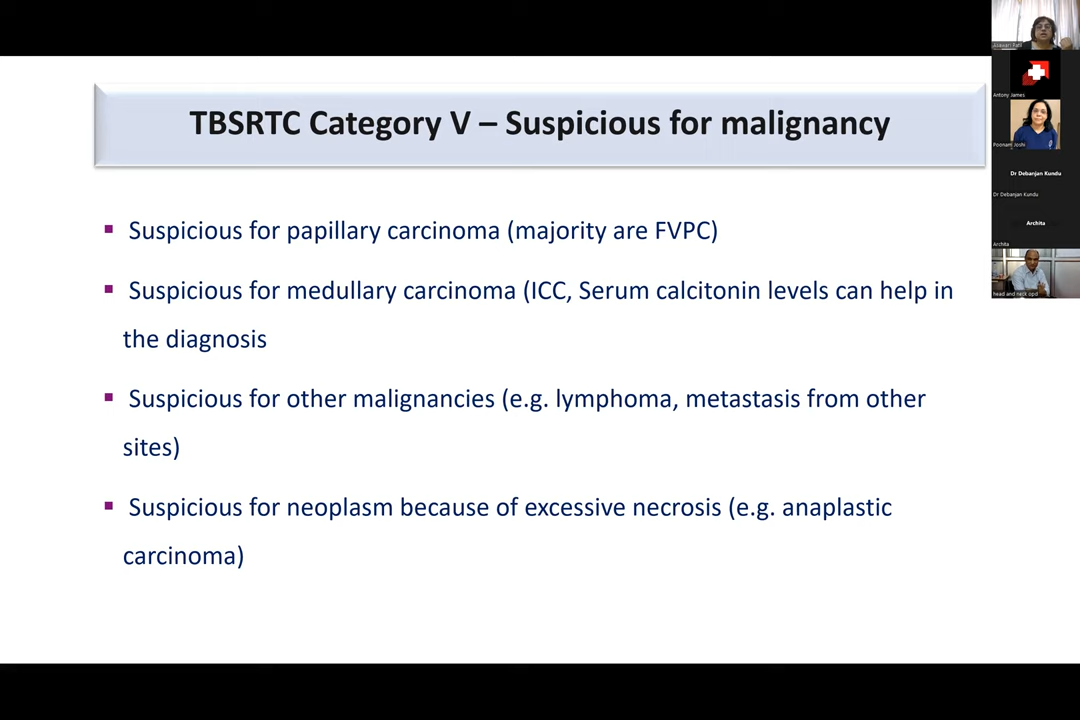 TBSRTC Category V – Suspicious for malignancy
▪ Suspicious for papillary carcinoma (majority are FVPC)
▪ Suspicious for medullary carcinoma (ICC, Serum calcitonin levels can help in
the diagnosis
▪ Suspicious for other malignancies (e.g. lymphoma, metastasis from other
sites)
▪ Suspicious for neoplasm because of excessive necrosis (e.g. anaplastic
carcinoma)
Antony James
Poonam Joshi
Dr Debanjan Kundu
Dr Debanjan Kundu
Archita
Archita
head and neck opd